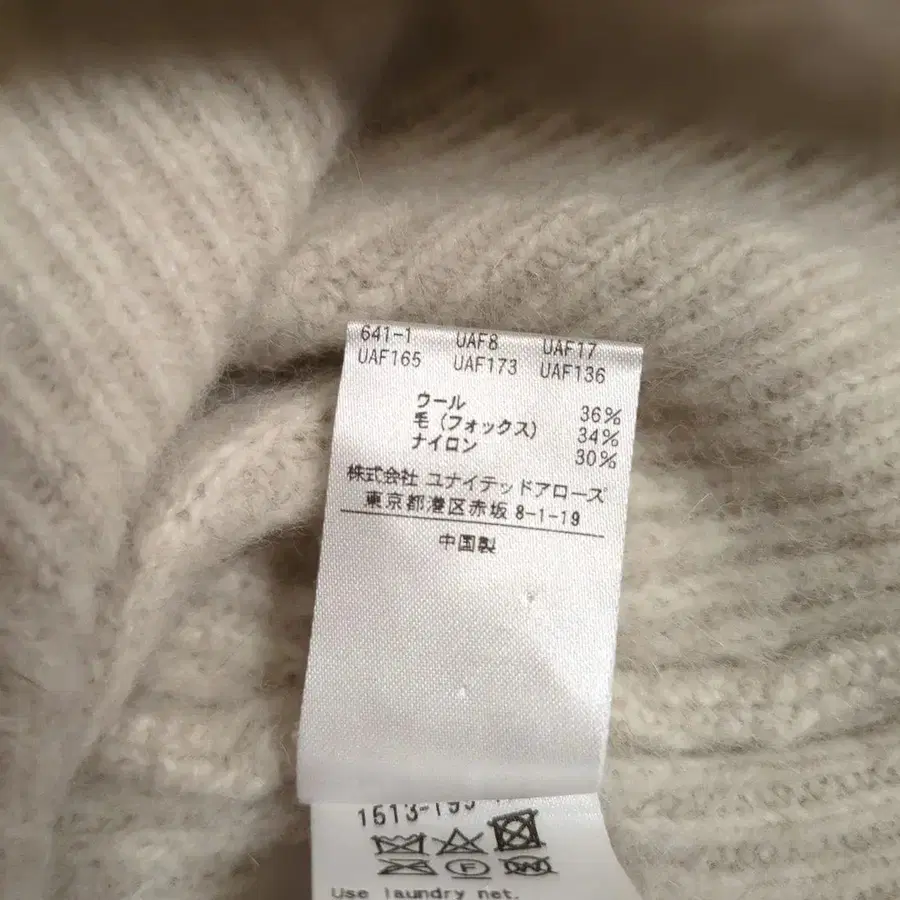 641-1 UAF8 UAF17
UAF165 UAF173 UAF136
ウール 36%
毛(フォックス) 34%
ナイロン 30%
株式会社 ユナイテッドアローズ
東京都港区赤坂 8-1-19
中国製
F W
Use laundry net.